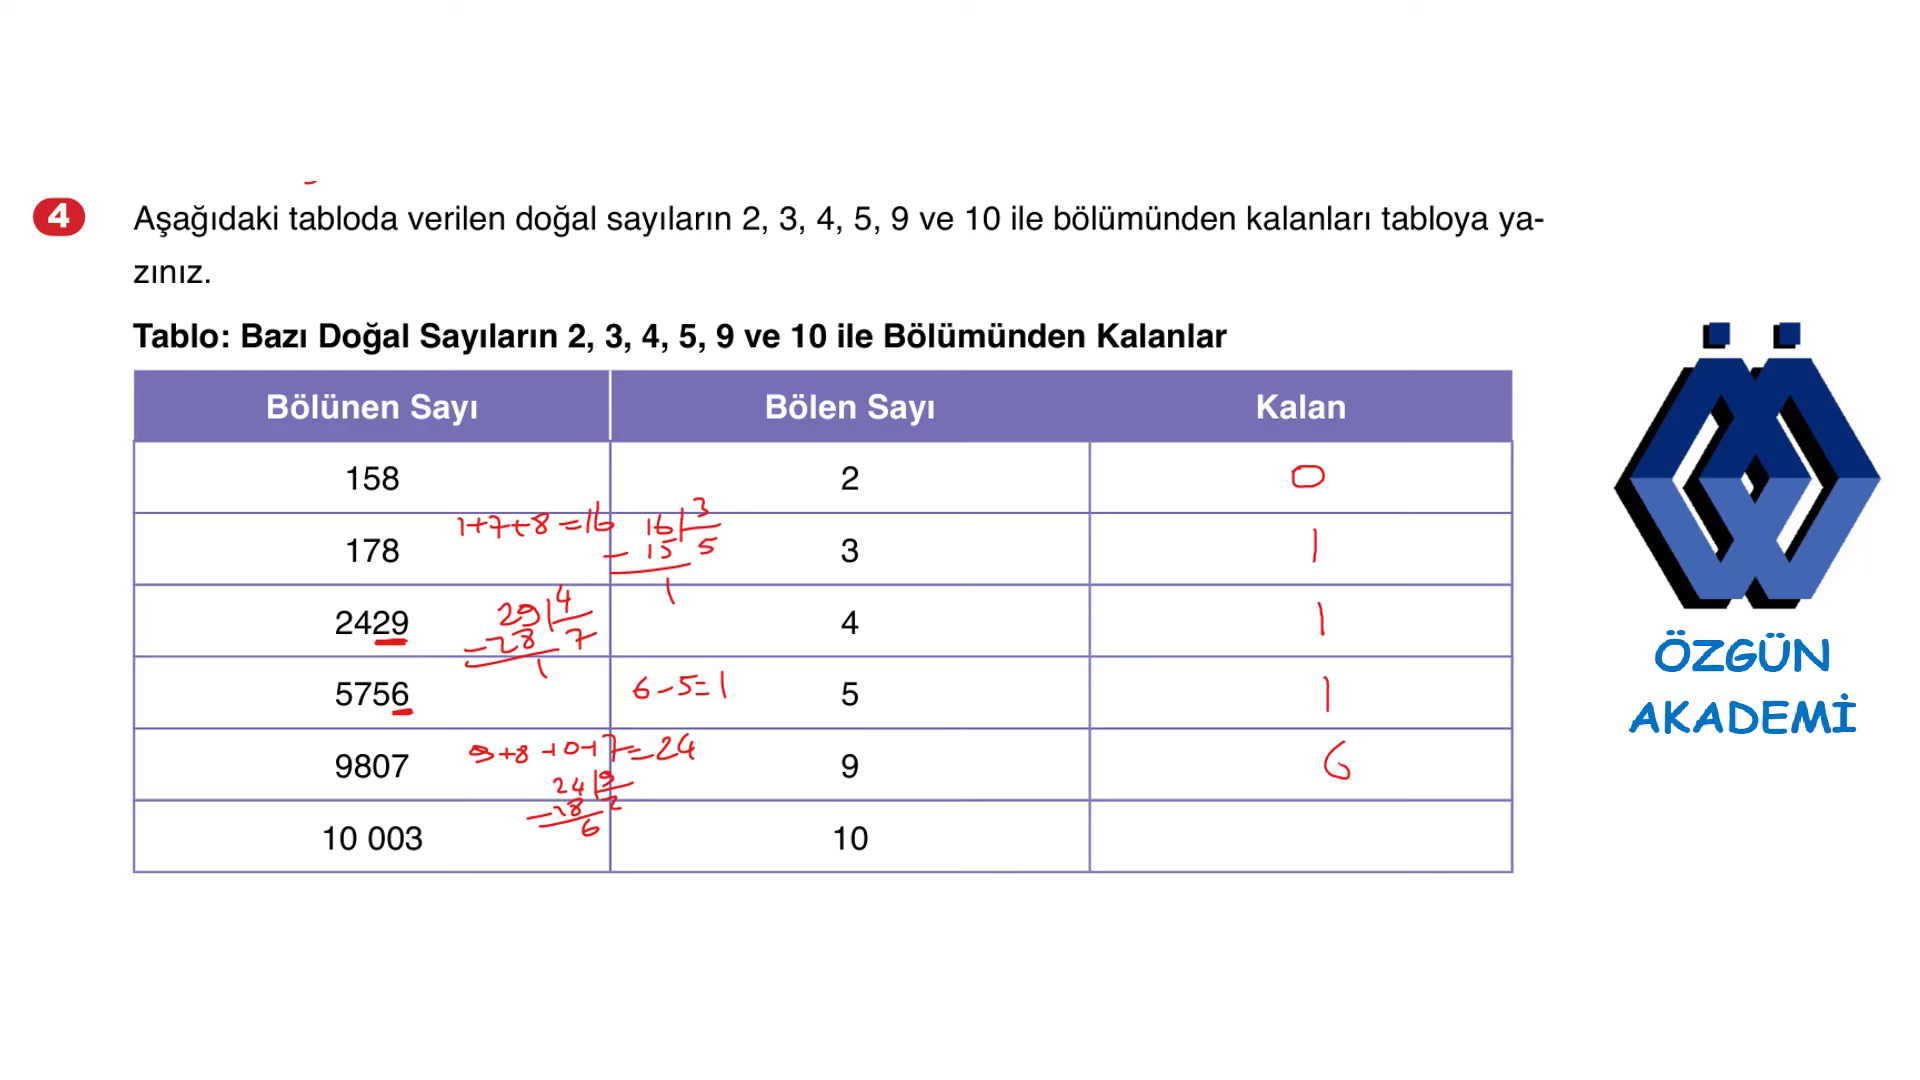 4 Aşağıdaki tabloda verilen doğal sayıların 2, 3, 4, 5, 9 ve 10 ile bölümünden kalanları tabloya ya-
zınız.
Tablo: Bazı Doğal Sayıların 2, 3, 4, 5, 9 ve 10 ile Bölümünden Kalanlar
Bölünen Sayı Bölen Sayı Kalan
158 2 0
1+7+8=16 16 3
178 - 15 5 3 1
1
29 4
2429 -28 7 4 1
1
5756 6-5=1 5 1
9+8+0+7=24
9807 9 6
24 9
-18 2
6
10 003 10
ÖZGÜN
AKADEMİ